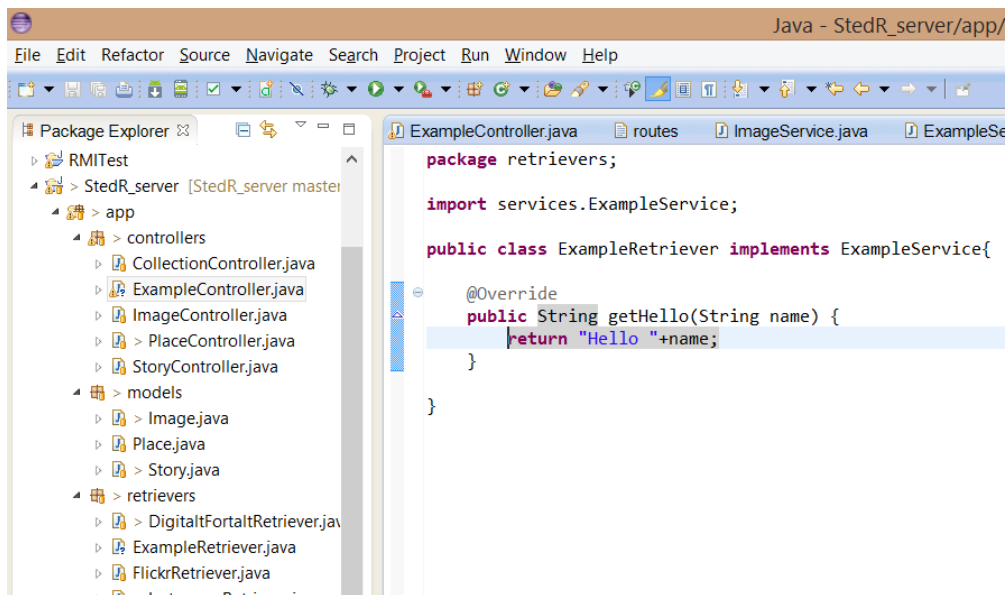 Java - StedR_server/app/
File Edit Refactor Source Navigate Search Project Run Window Help
Package Explorer
RMITest
> StedR_server [StedR_server master
> app
> controllers
CollectionController.java
ExampleController.java
ImageController.java
> PlaceController.java
StoryController.java
> models
> Image.java
Place.java
> Story.java
> retrievers
> DigitaltFortaltRetriever.jav
ExampleRetriever.java
FlickrRetriever.java
ExampleController.java routes ImageService.java ExampleSe
package retrievers;
import services.ExampleService;
public class ExampleRetriever implements ExampleService{
@Override
public String getHello(String name) {
return "Hello "+name;
}
}